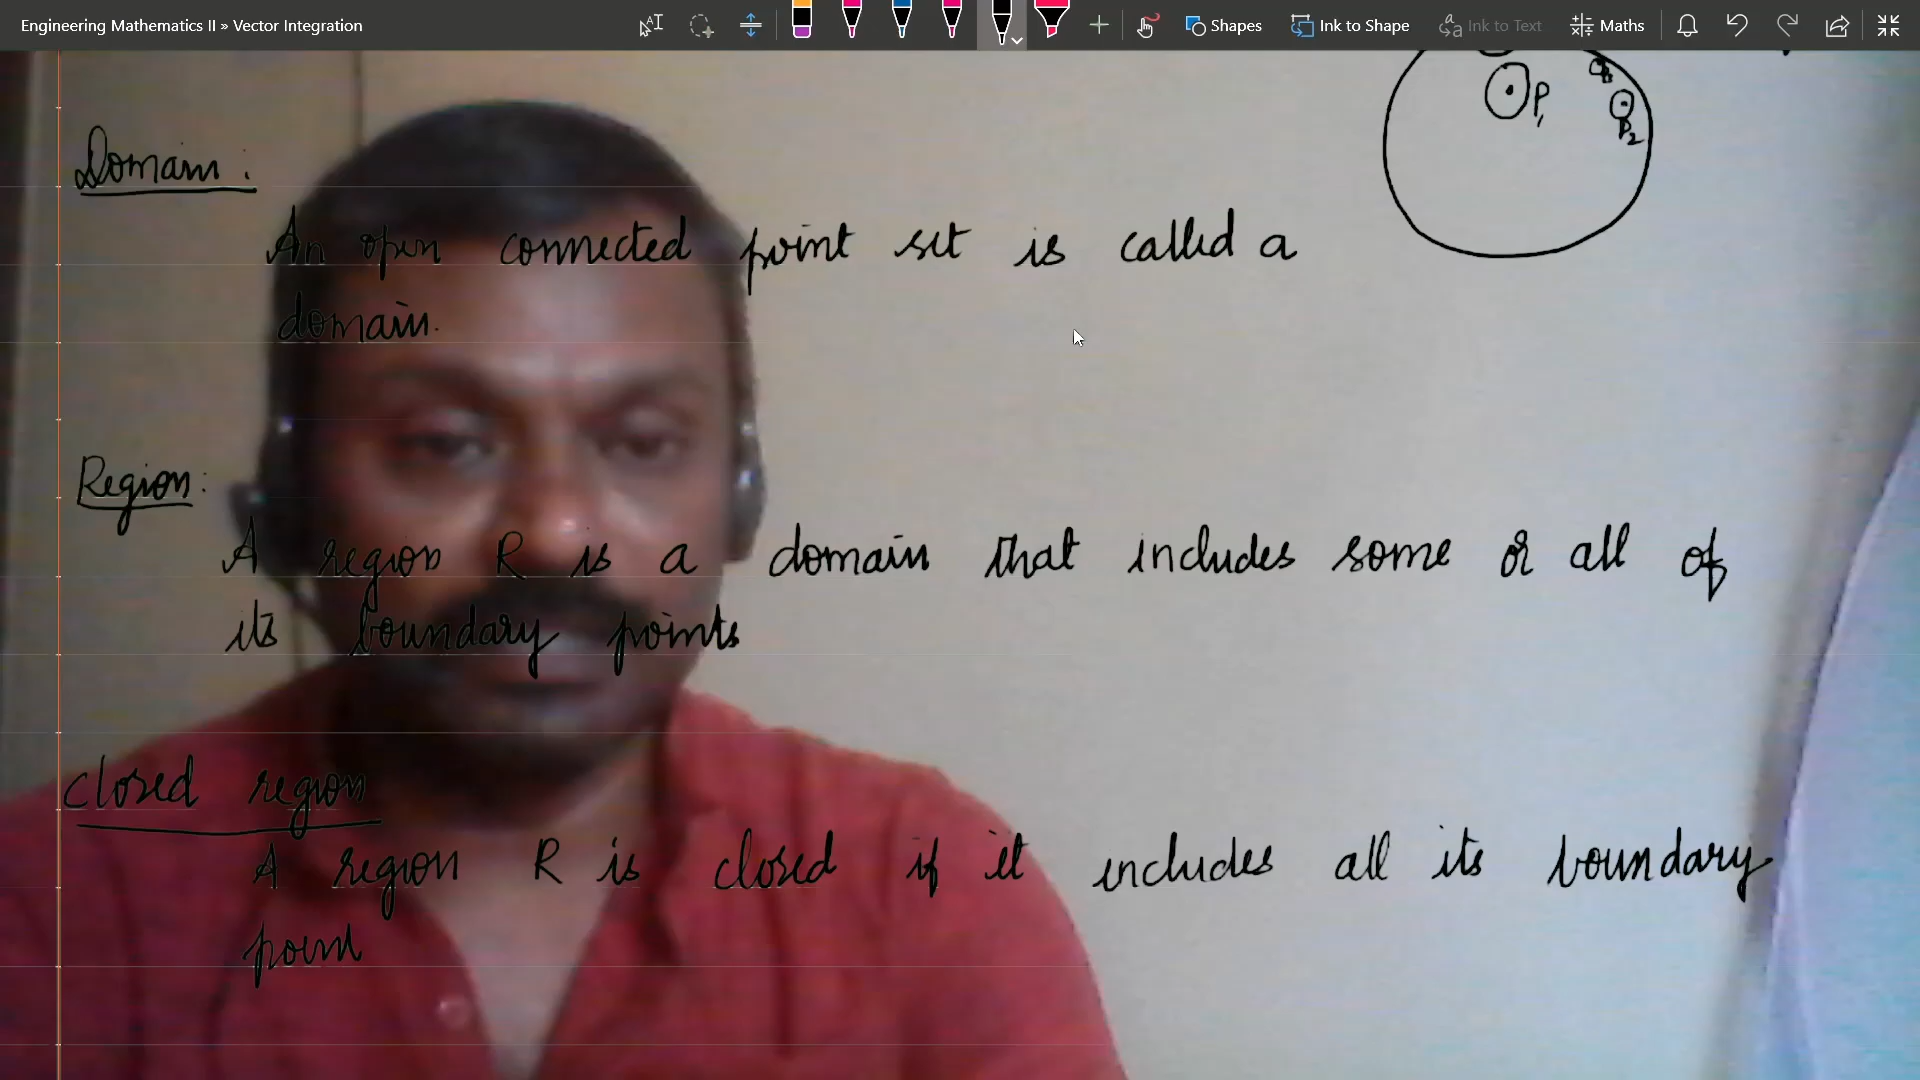 Engineering Mathematics II » Vector Integration
Shapes
Ink to Shape
Ink to Text
Maths
P1
P2
Domain:
An open connected point set is called a
domain.
Region:
A region R is a domain that includes some or all of
its boundary points
closed region
A region R is closed if it includes all its boundary
point